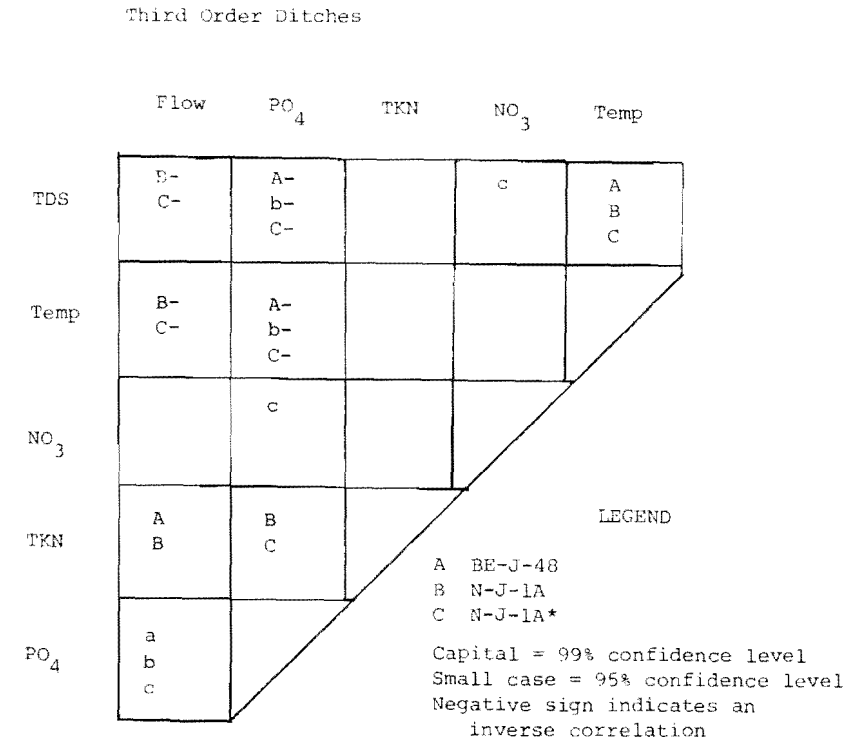 Third Order Ditches
Flow PO4 TKN NO3 Temp
TDS
B-
C-
A-
b-
C-
c
A
B
C
Temp
B-
C-
A-
b-
C-
NO3
c
TKN
A
B
B
C
PO4
a
b
c
LEGEND
A BE-J-48
B N-J-1A
C N-J-1A*
Capital = 99% confidence level
Small case = 95% confidence level
Negative sign indicates an
inverse correlation